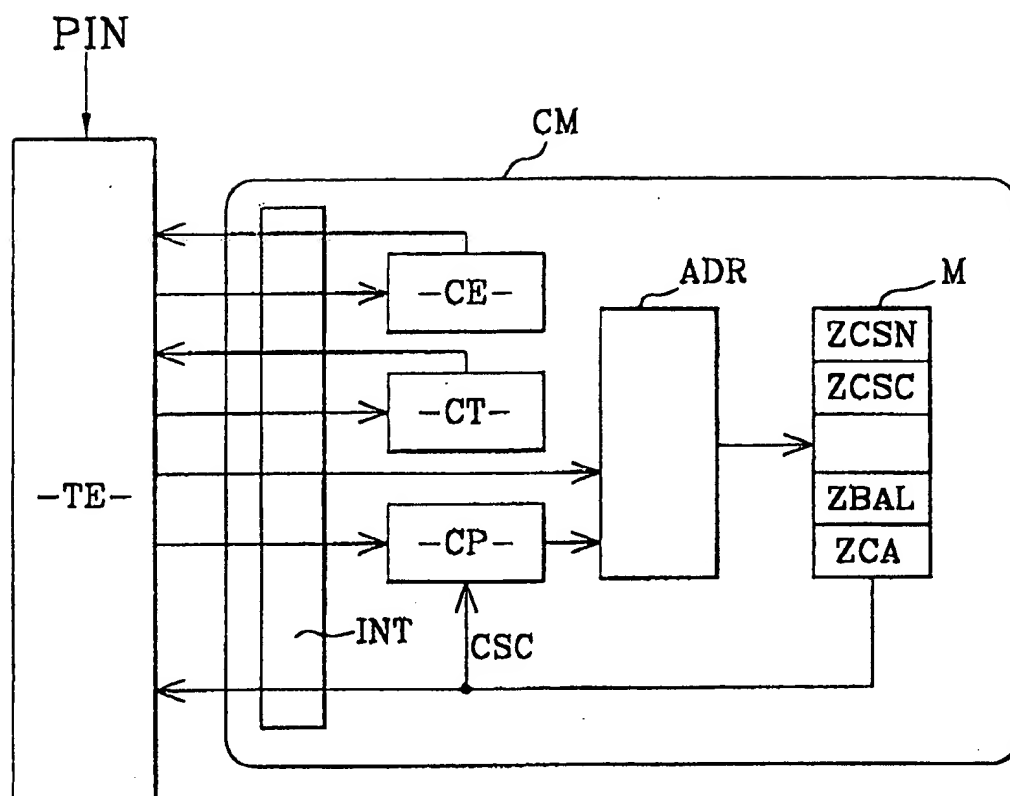 PIN
CM
-CE-
ADR
M
ZCSN
ZCSC
-CT-
-TE-
ZBAL
-CP-
ZCA
INT
CSC